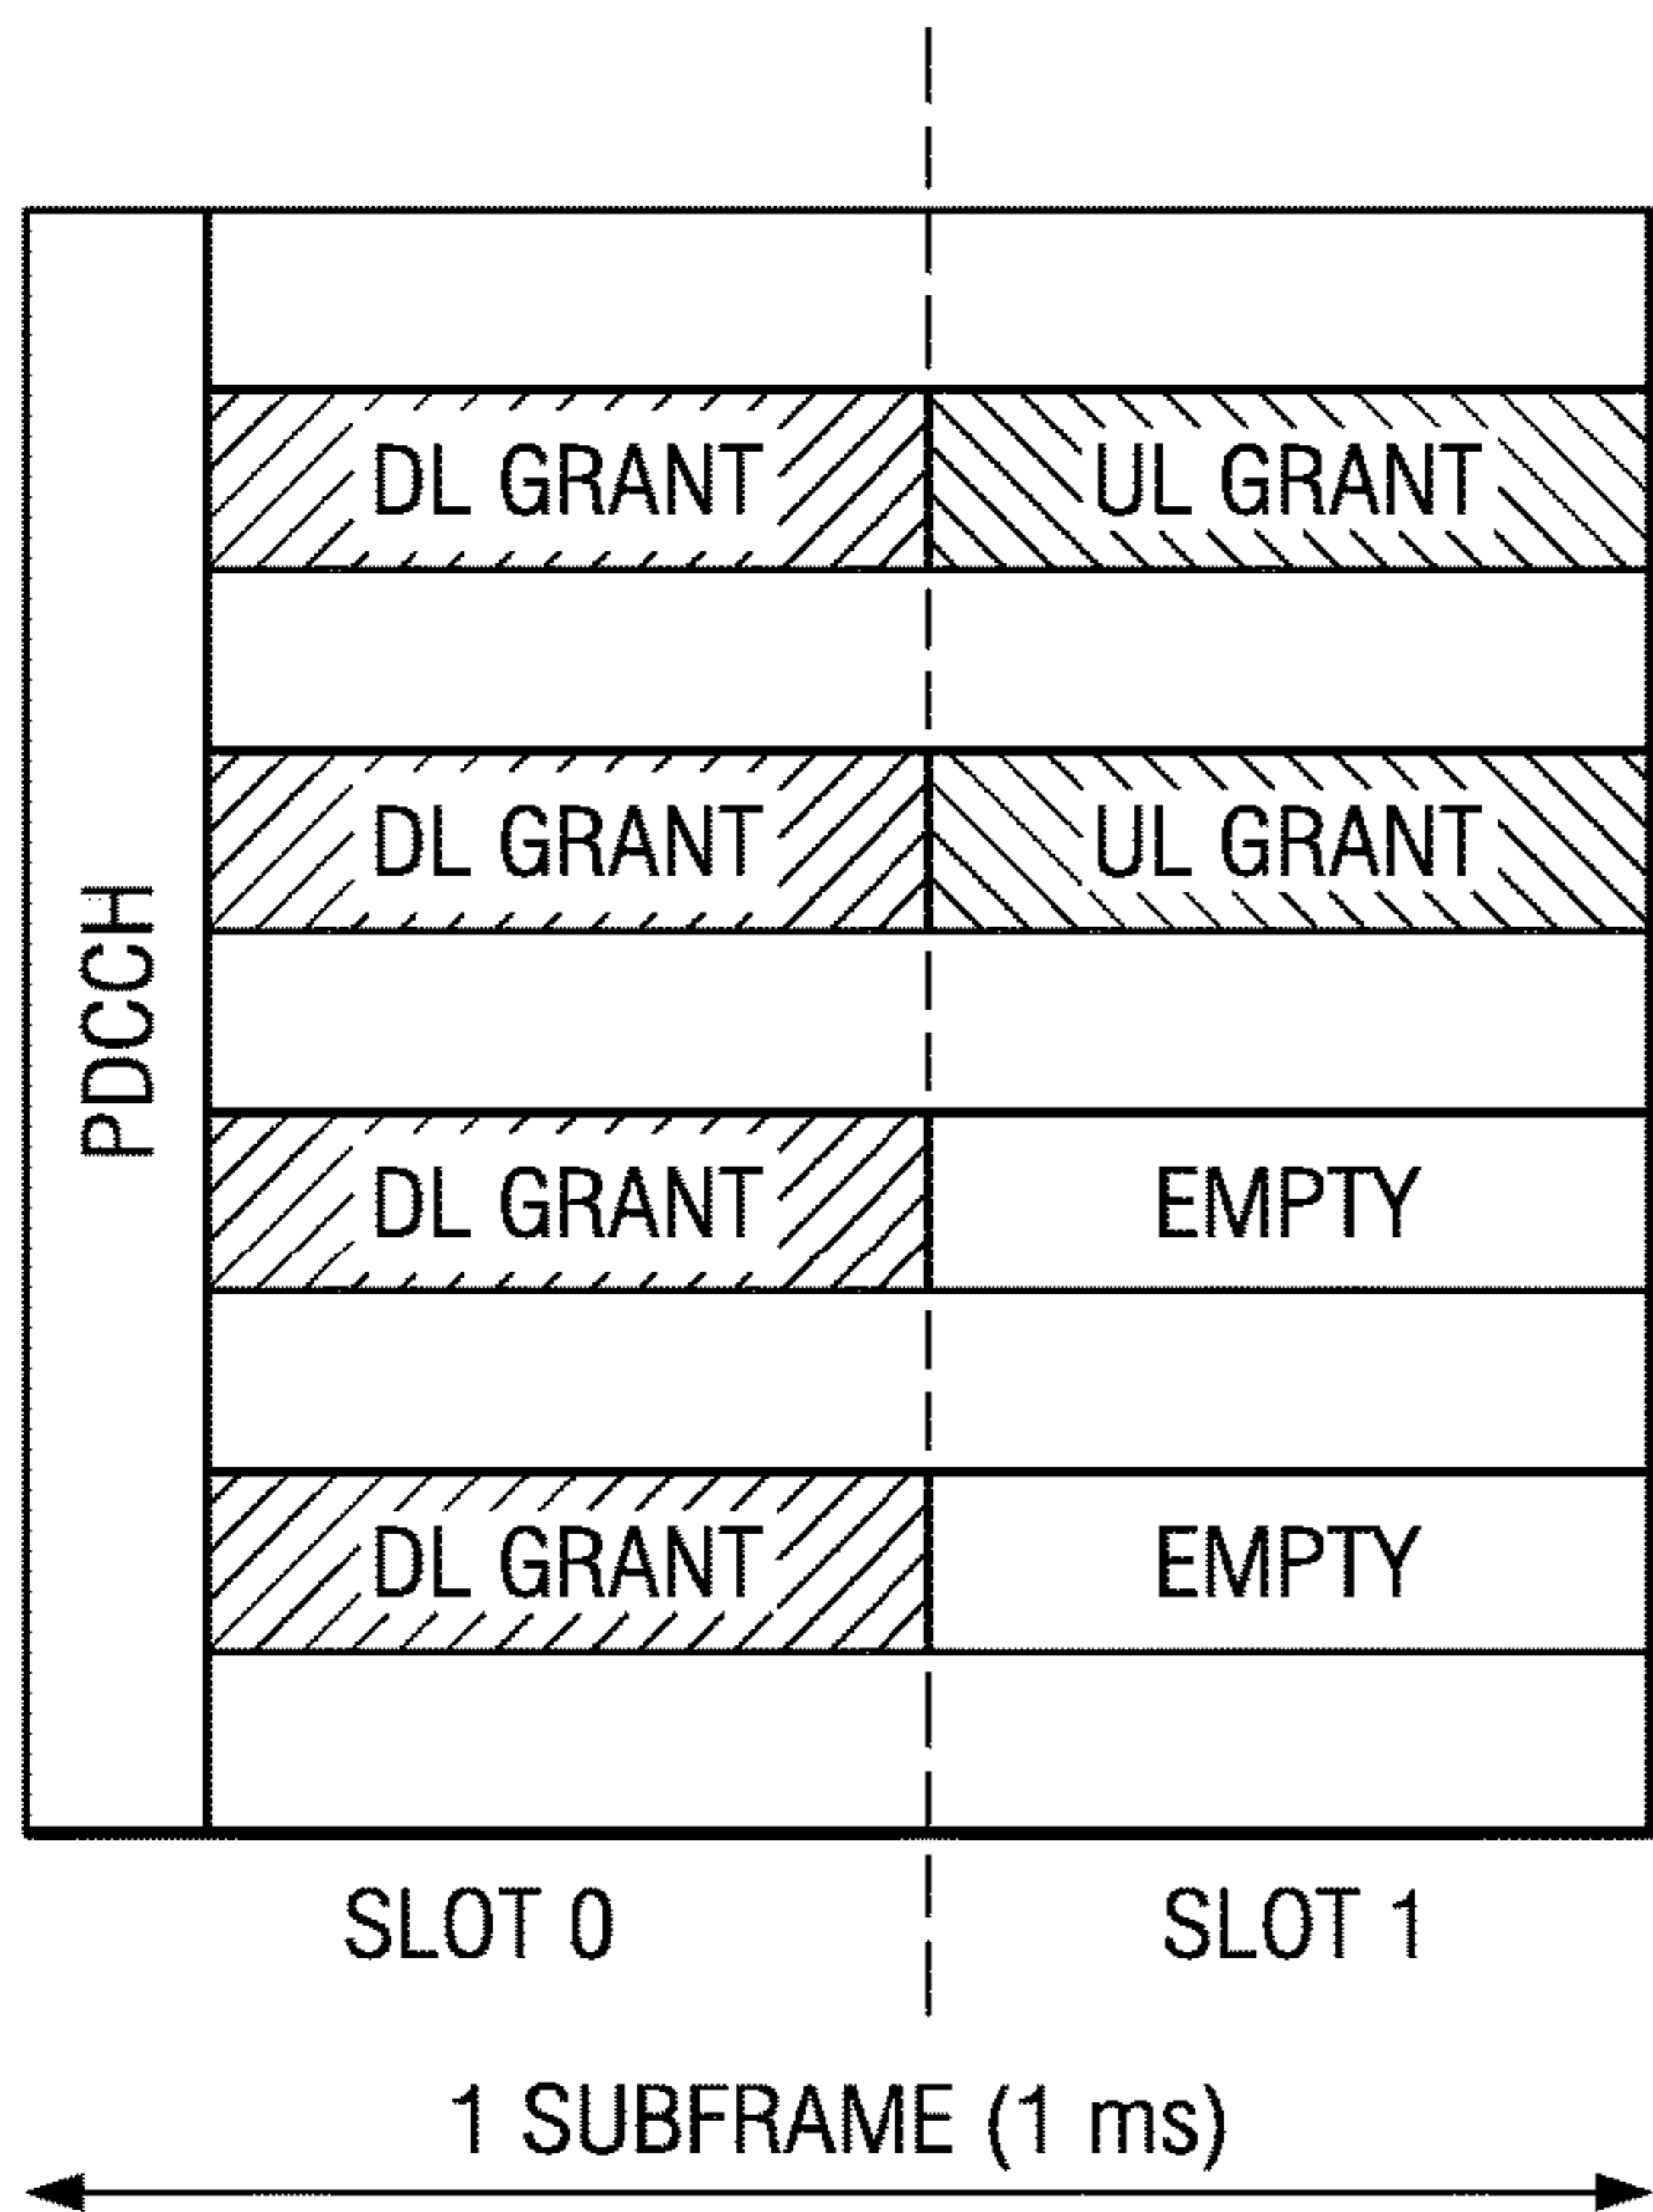 DL GRANT UL GRANT
DL GRANT UL GRANT
PDCCH
DL GRANT EMPTY
DL GRANT EMPTY
SLOT 0 SLOT 1
1 SUBFRAME (1 ms)